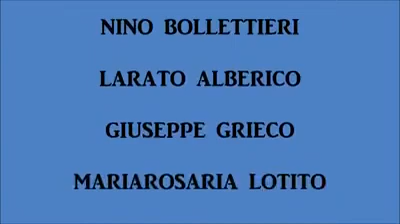 NINO BOLLETTIERI
LARATO ALBERICO
GIUSEPPE GRIECO
MARIAROSARIA LOTITO